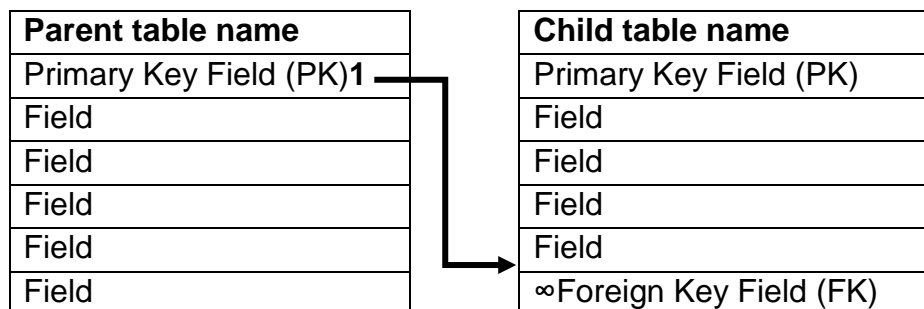 Parent table name
Primary Key Field (PK)1
Field
Field
Field
Field
Field
Child table name
Primary Key Field (PK)
Field
Field
Field
Field
∞Foreign Key Field (FK)